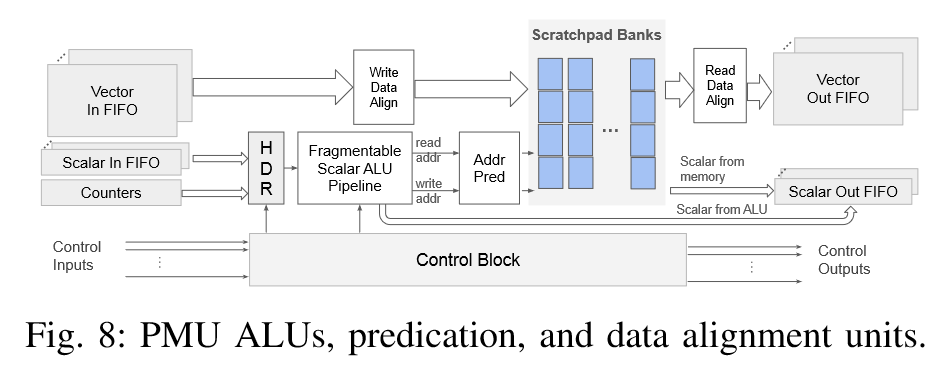 Scratchpad Banks
Vector
In FIFO
Write
Data
Align
Read
Data
Align
Vector
Out FIFO
...
Scalar In FIFO
Counters
H
D
R
Fragmentable
Scalar ALU
Pipeline
read
addr
write
addr
Addr
Pred
Scalar from
memory
Scalar from ALU
Scalar Out FIFO
Control
Inputs
Control Block
Control
Outputs
Fig. 8: PMU ALUs, predication, and data alignment units.